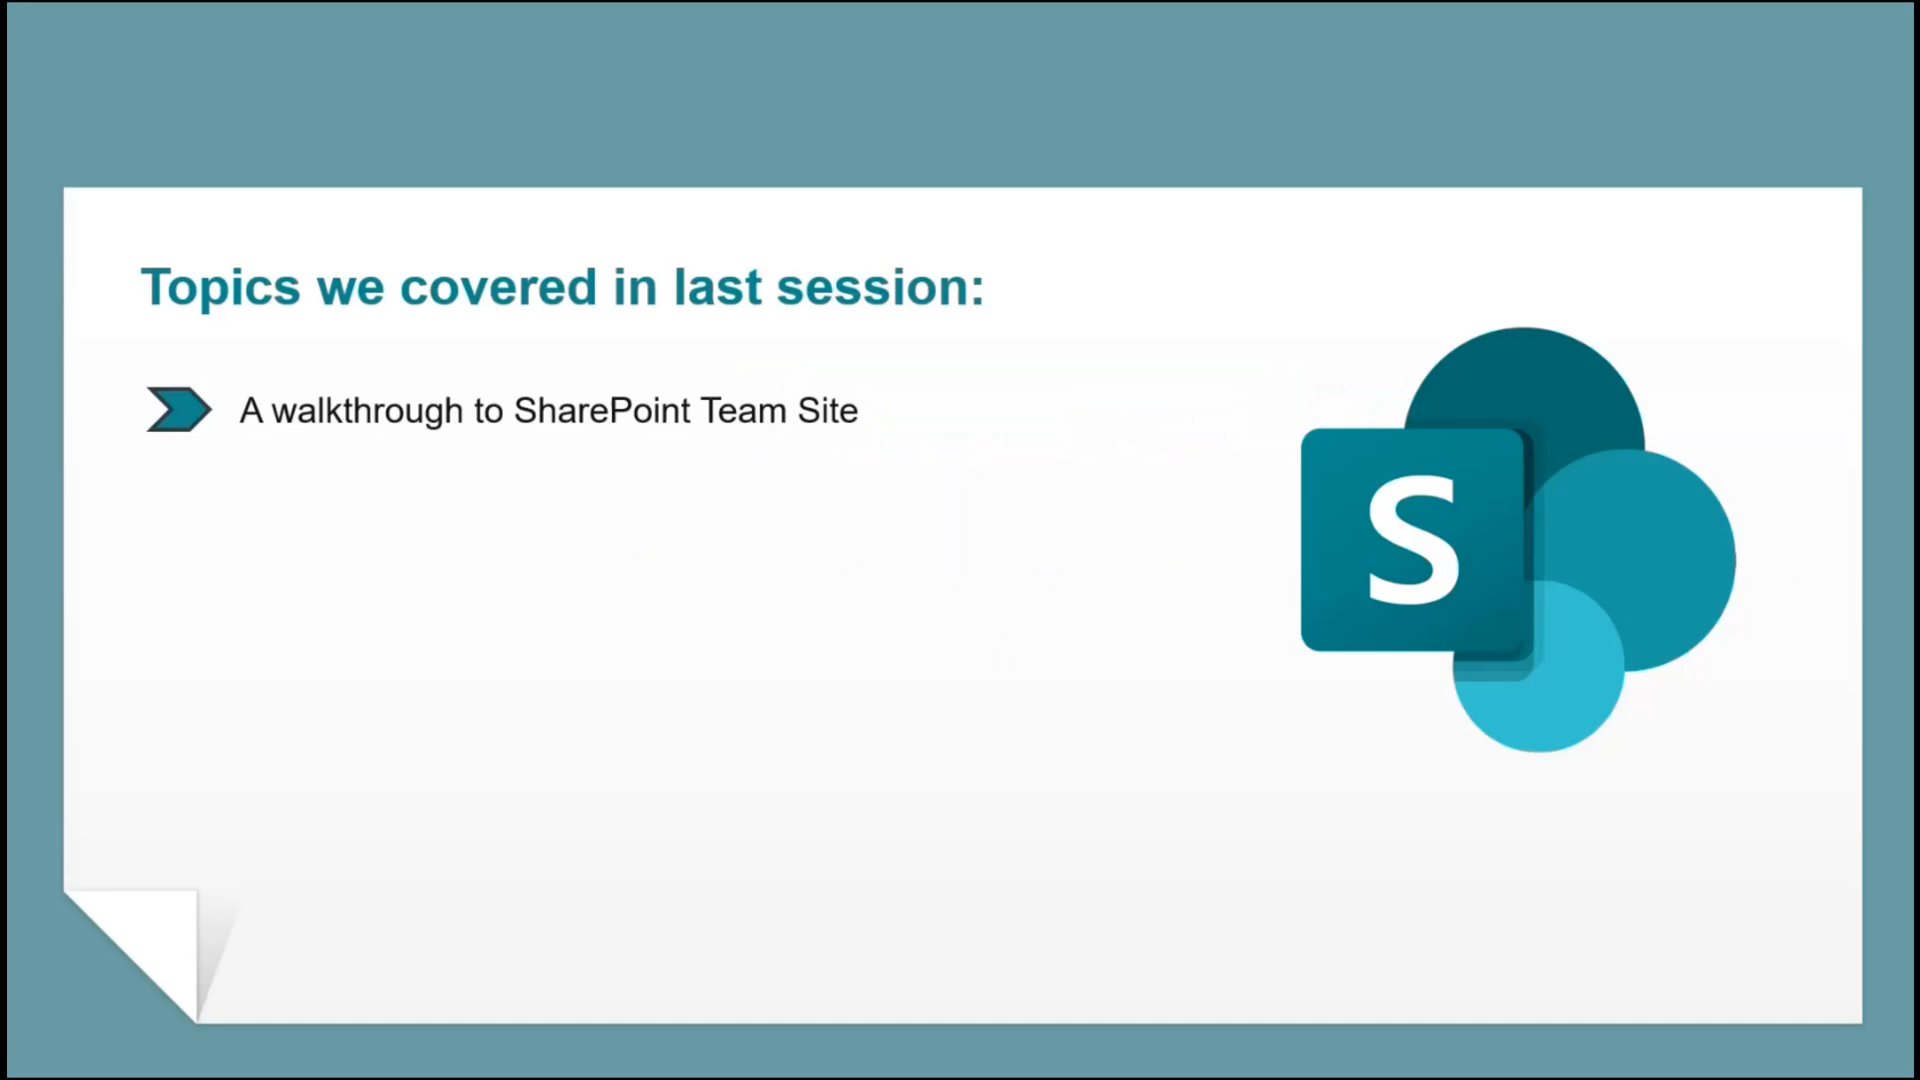 Topics we covered in last session:
A walkthrough to SharePoint Team Site
S